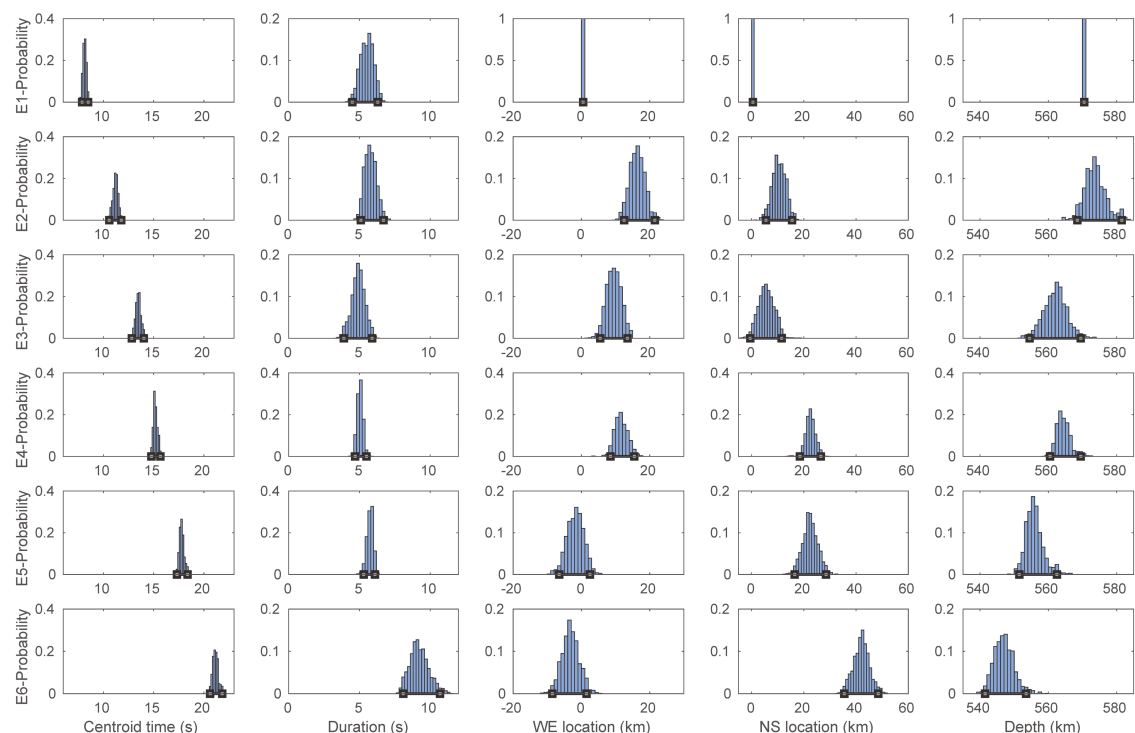 E1-Probability
0.4 0.2 1 1 1
0.2 0.1 0.5 0.5 0.5
0 0 0 0 0
10 15 20 0 5 10 -20 0 20 0 20 40 60 540 560 580
E2-Probability
0.4 0.2 0.2 0.2 0.2
0.2 0.1 0.1 0.1 0.1
0 0 0 0 0
10 15 20 0 5 10 -20 0 20 0 20 40 60 540 560 580
E3-Probability
0.4 0.2 0.2 0.2 0.2
0.2 0.1 0.1 0.1 0.1
0 0 0 0 0
10 15 20 0 5 10 -20 0 20 0 20 40 60 540 560 580
E4-Probability
0.4 0.4 0.4 0.4 0.4
0.2 0.2 0.2 0.2 0.2
0 0 0 0 0
10 15 20 0 5 10 -20 0 20 0 20 40 60 540 560 580
E5-Probability
0.4 0.4 0.2 0.2 0.2
0.2 0.2 0.1 0.1 0.1
0 0 0 0 0
10 15 20 0 5 10 -20 0 20 0 20 40 60 540 560 580
E6-Probability
0.4 0.2 0.2 0.2 0.2
0.2 0.1 0.1 0.1 0.1
0 0 0 0 0
10 15 20 0 5 10 -20 0 20 0 20 40 60 540 560 580
Centroid time (s) Duration (s) WE location (km) NS location (km) Depth (km)